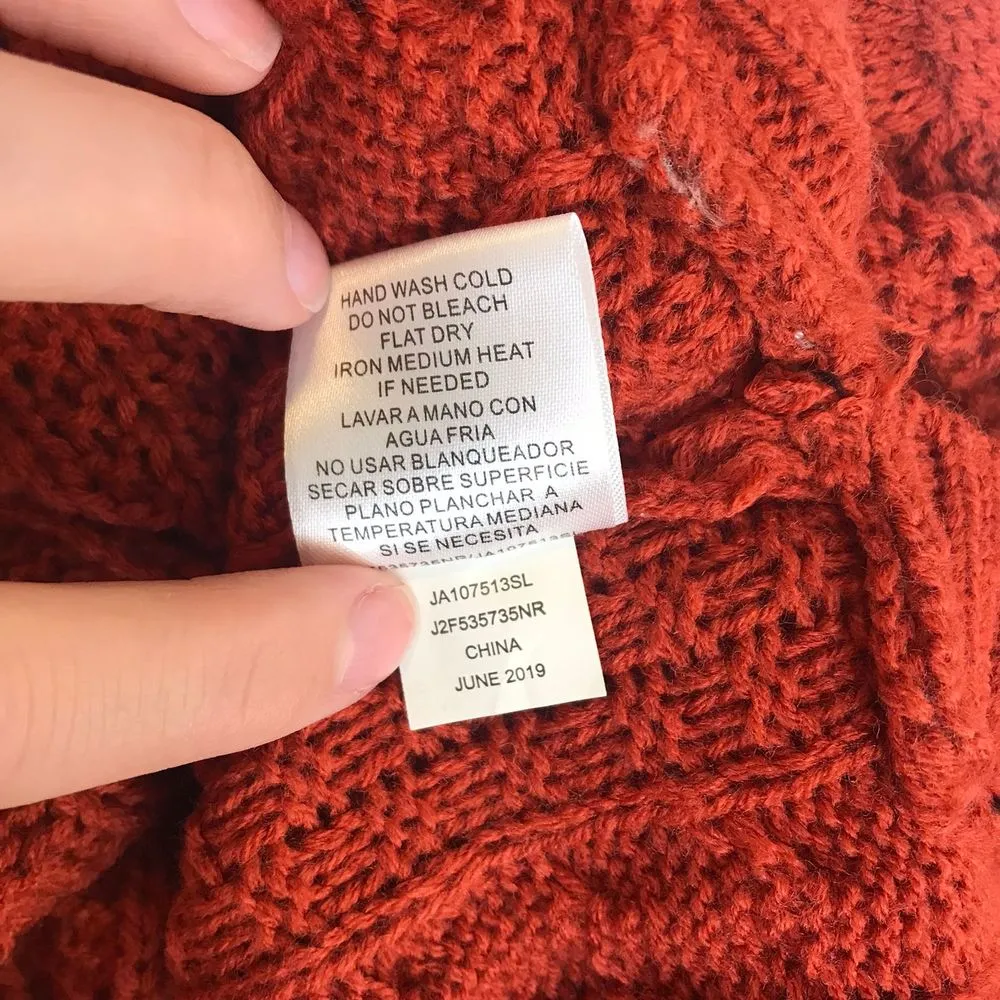 HAND WASH COLD
DO NOT BLEACH
FLAT DRY
IRON MEDIUM HEAT
IF NEEDED
LAVAR A MANO CON
AGUA FRIA
NO USAR BLANQUEADOR
SECAR SOBRE SUPERFICIE
PLANO PLANCHAR A
TEMPERATURA MEDIANA
SI SE NECESITA
JA107513SL
J2F535735NR
CHINA
JUNE 2019